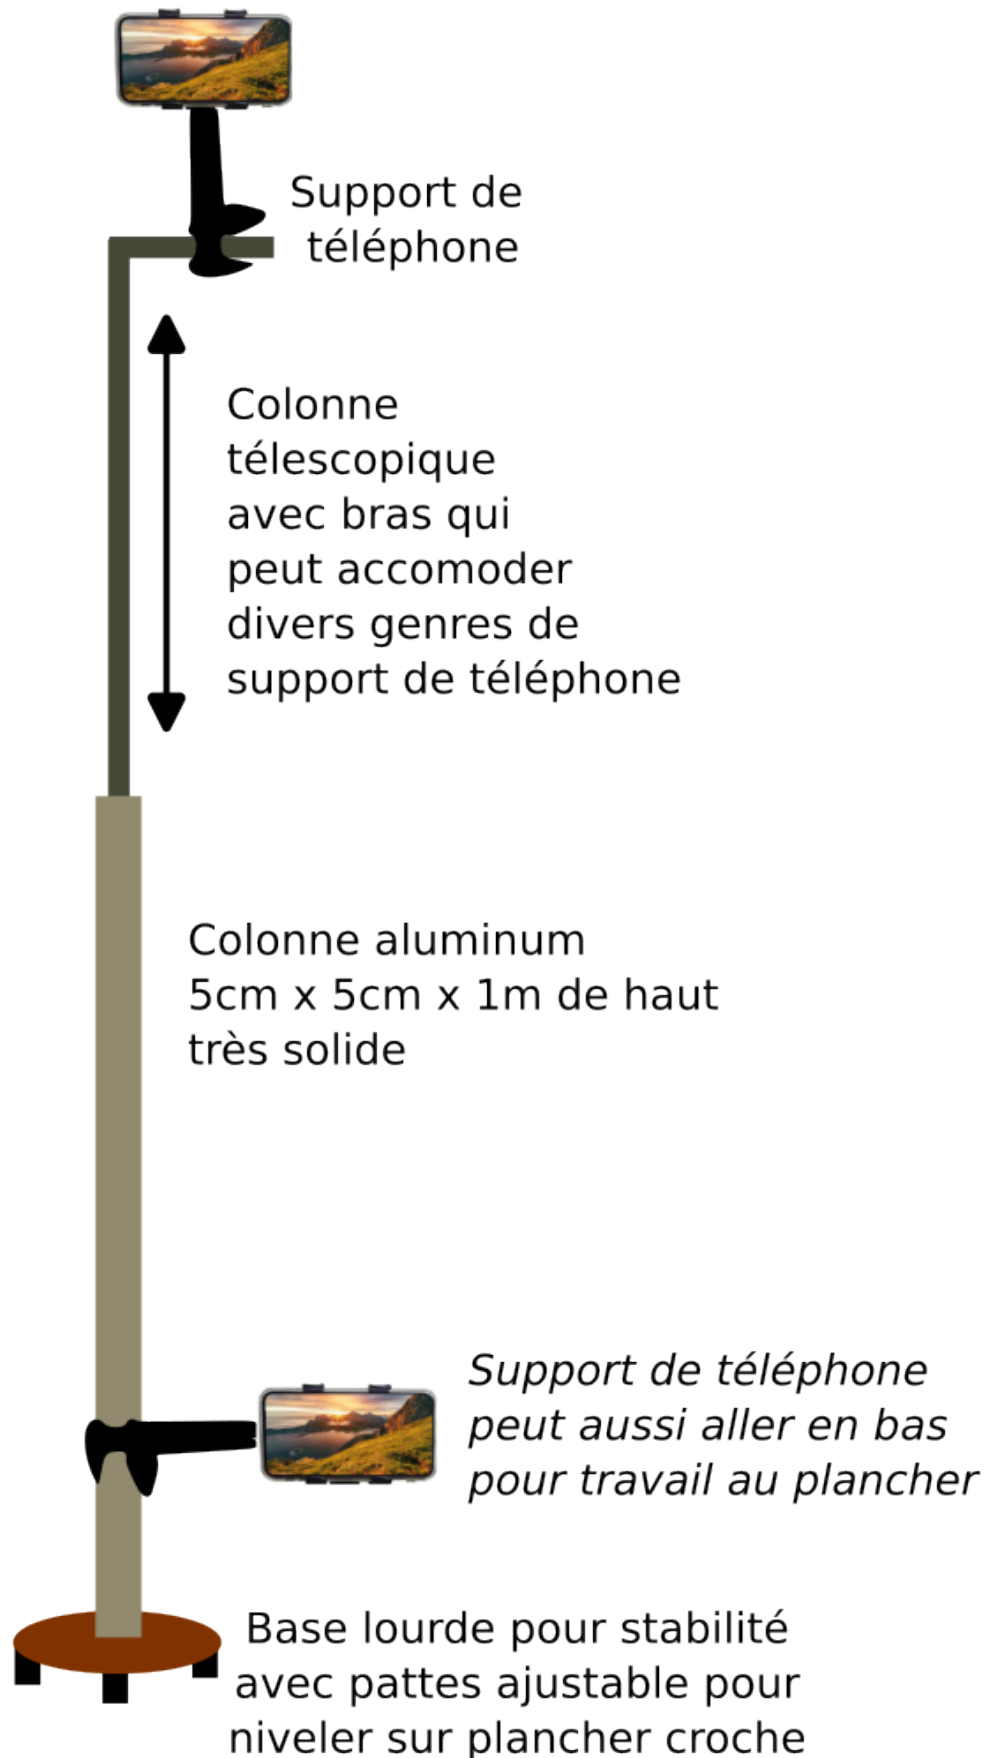 Support de
téléphone
Colonne
télescopique
avec bras qui
peut accomoder
divers genres de
support de téléphone
Colonne aluminum
5cm x 5cm x 1m de haut
très solide
Support de téléphone
peut aussi aller en bas
pour travail au plancher
Base lourde pour stabilité
avec pattes ajustable pour
niveler sur plancher croche